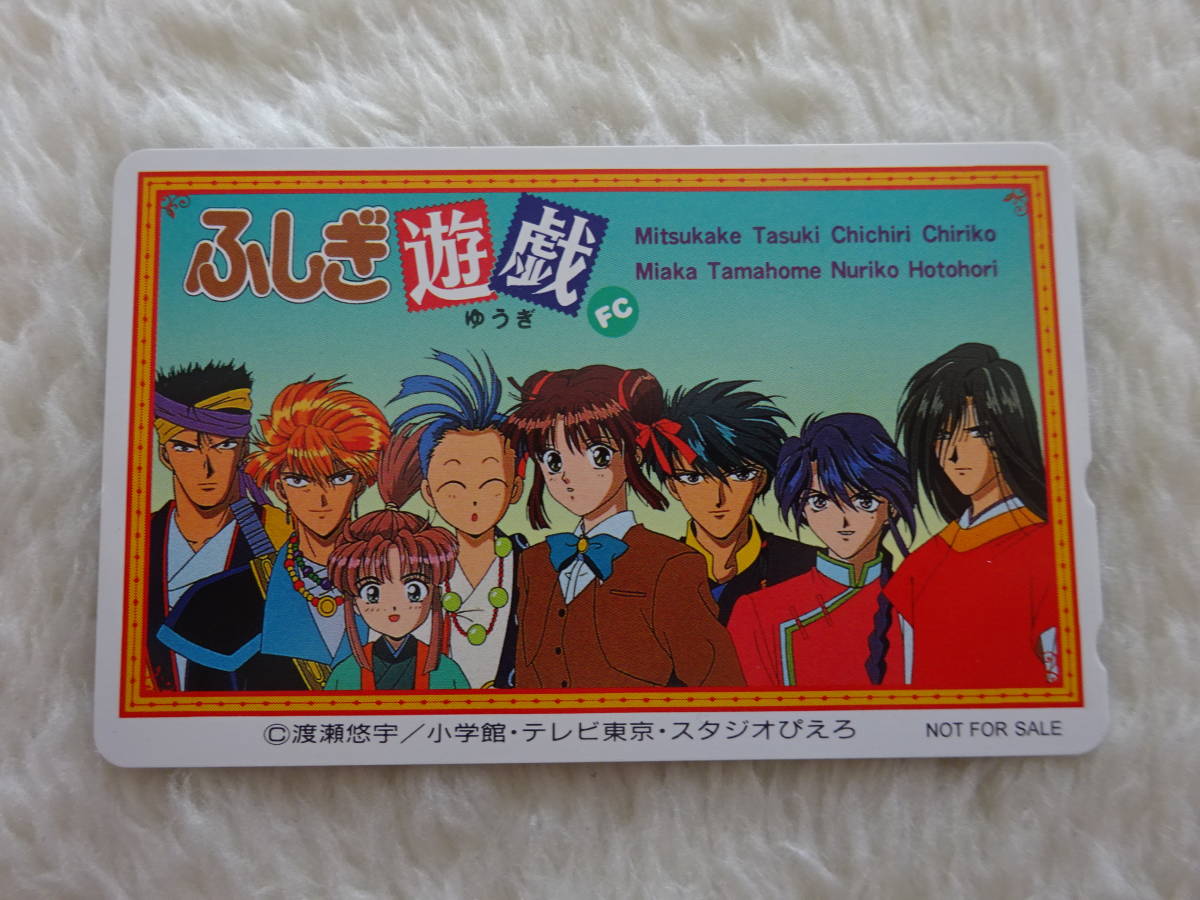 ふしぎ遊戯
ゆうぎ
FC
Mitsukake Tasuki Chichiri Chiriko
Miaka Tamahome Nuriko Hotohori
©渡瀬悠宇/小学館・テレビ東京・スタジオぴえろ
NOT FOR SALE